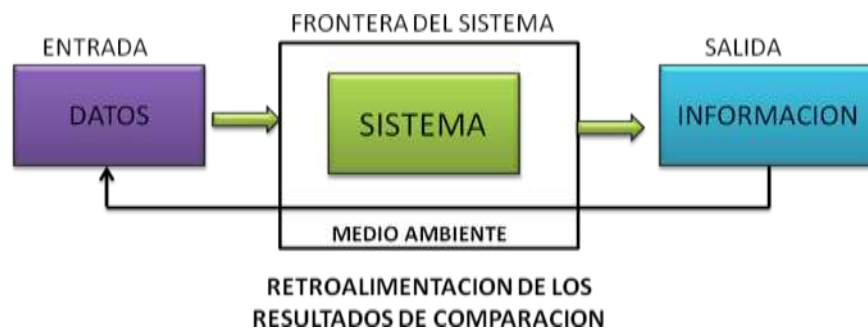 FRONTERA DEL SISTEMA
ENTRADA
SALIDA
DATOS
SISTEMA
INFORMACION
MEDIO AMBIENTE
RETROALIMENTACION DE LOS
RESULTADOS DE COMPARACION